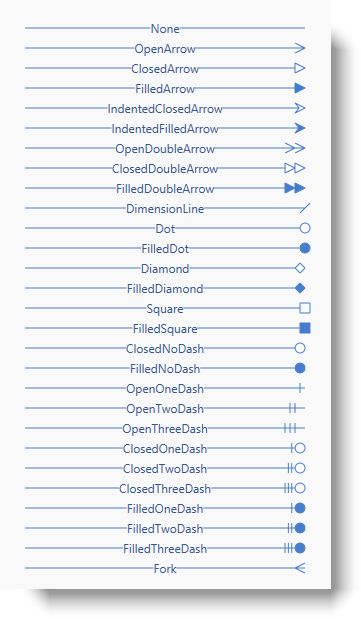 None
OpenArrow
ClosedArrow
FilledArrow
IndentedClosedArrow
IndentedFilledArrow
OpenDoubleArrow
ClosedDoubleArrow
FilledDoubleArrow
DimensionLine
Dot
FilledDot
Diamond
FilledDiamond
Square
FilledSquare
ClosedNoDash
FilledNoDash
OpenOneDash
OpenTwoDash
OpenThreeDash
ClosedOneDash
ClosedTwoDash
ClosedThreeDash
FilledOneDash
FilledTwoDash
FilledThreeDash
Fork